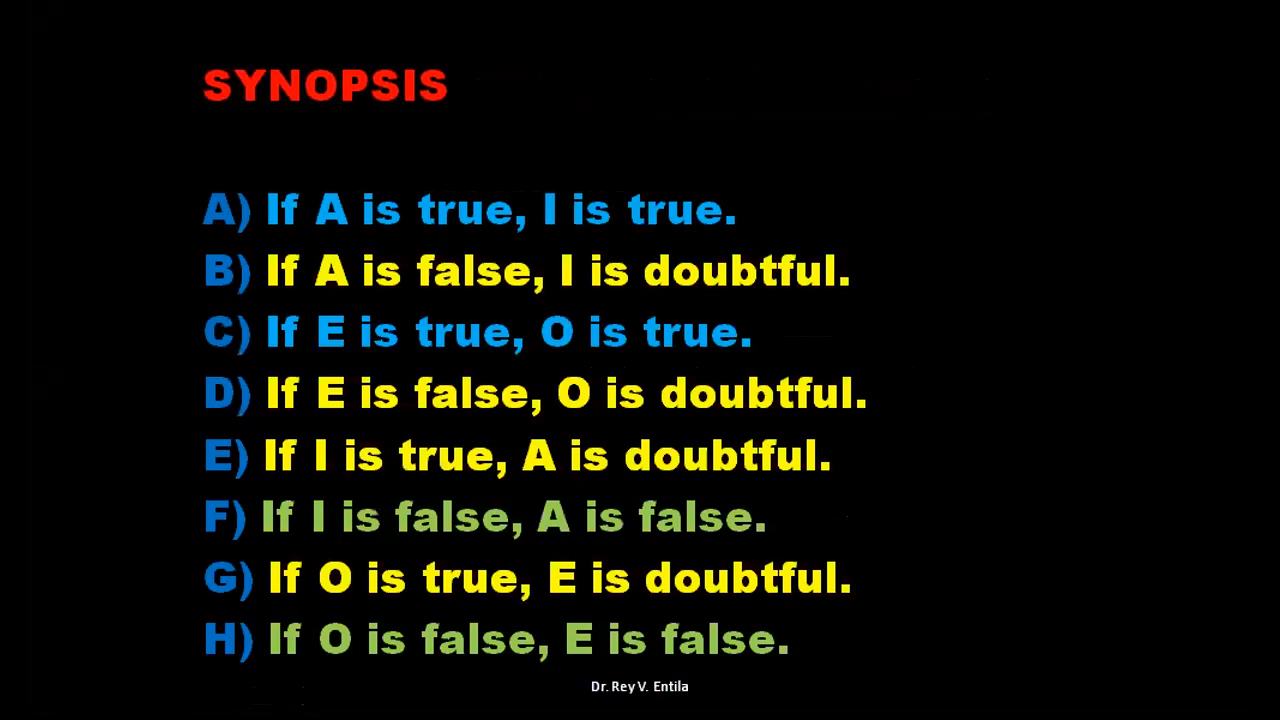 SYNOPSIS
A) If A is true, I is true.
B) If A is false, I is doubtful.
C) If E is true, O is true.
D) If E is false, O is doubtful.
E) If I is true, A is doubtful.
F) If I is false, A is false.
G) If O is true, E is doubtful.
H) If O is false, E is false.
Dr. Rey V. Entila